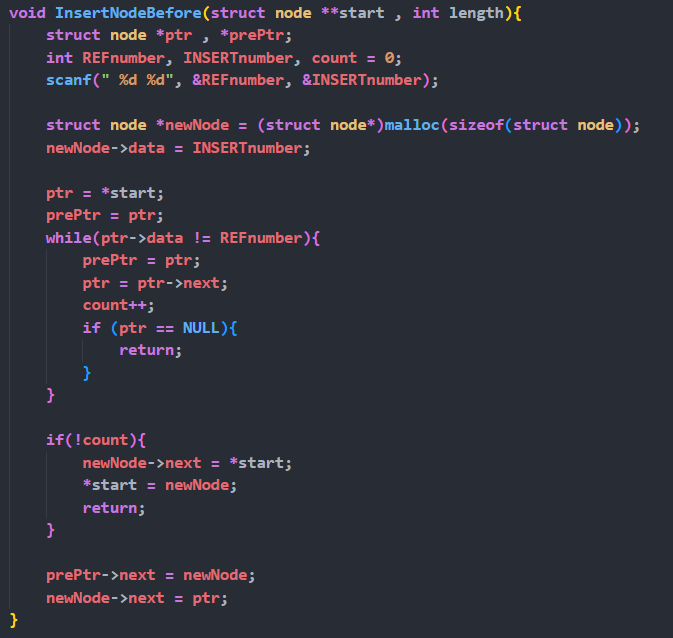 void InsertNodeBefore(struct node **start , int length){
    struct node *ptr , *prePtr;
    int REFnumber, INSERTnumber, count = 0;
    scanf(" %d %d", &REFnumber, &INSERTnumber);

    struct node *newNode = (struct node*)malloc(sizeof(struct node));
    newNode->data = INSERTnumber;

    ptr = *start;
    prePtr = ptr;
    while(ptr->data != REFnumber){
        prePtr = ptr;
        ptr = ptr->next;
        count++;
        if (ptr == NULL){
            return;
        }
    }

    if(!count){
        newNode->next = *start;
        *start = newNode;
        return;
    }

    prePtr->next = newNode;
    newNode->next = ptr;
}